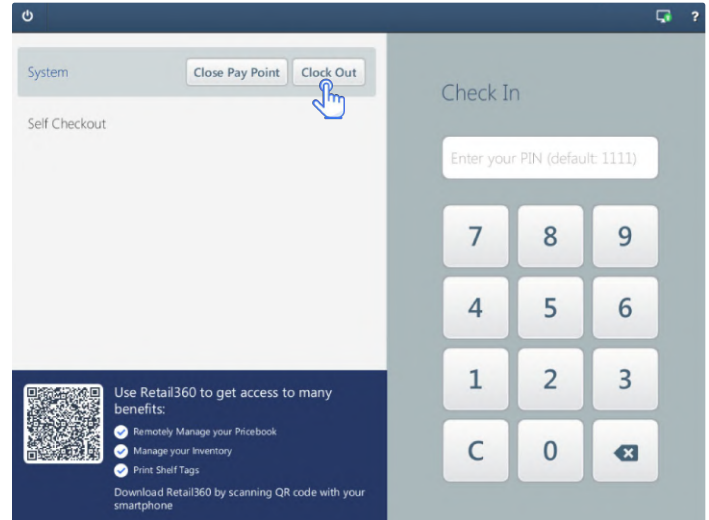 ?
System
Close Pay Point
Clock Out
Self Checkout
Check In
Enter your PIN (default: 1111)
7 8 9
4 5 6
1 2 3
C 0
Use Retail360 to get access to many
benefits:
Remotely Manage your Pricebook
Manage your Inventory
Print Shelf Tags
Download Retail360 by scanning QR code with your
smartphone